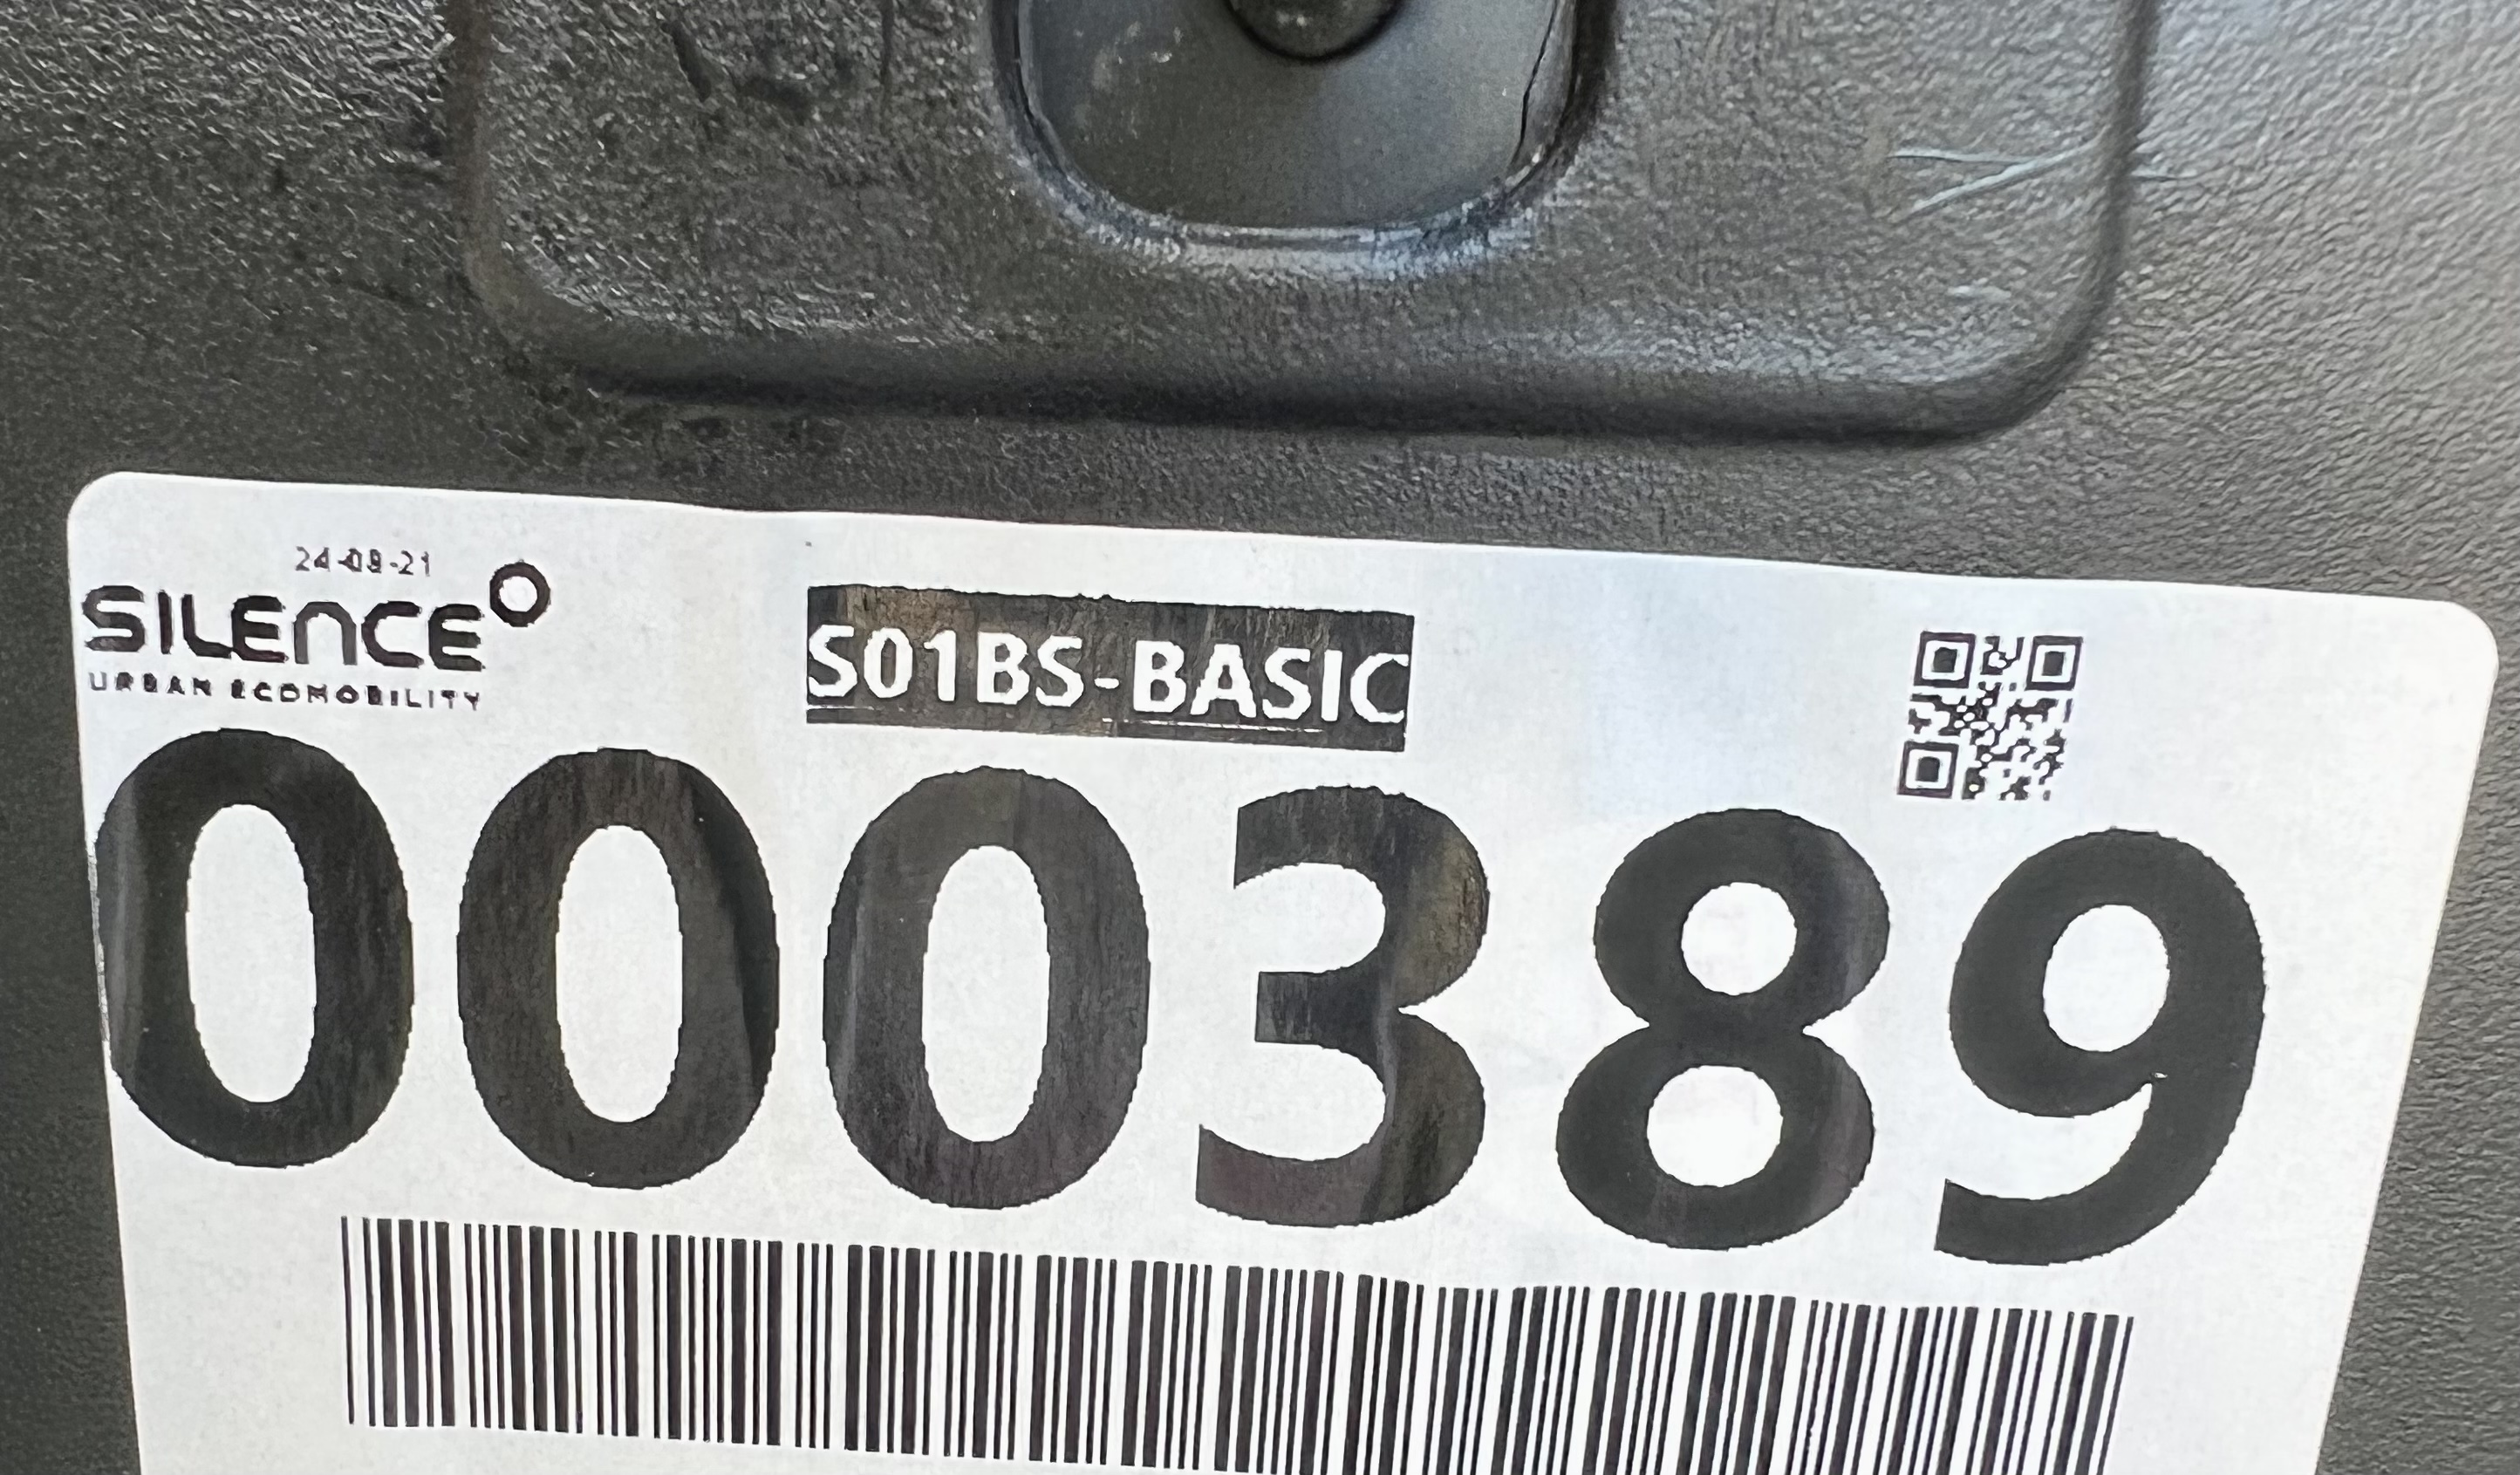 24-08-21
SILENCE
URBAN ECOMOBILITY
S01BS-BASIC
000389